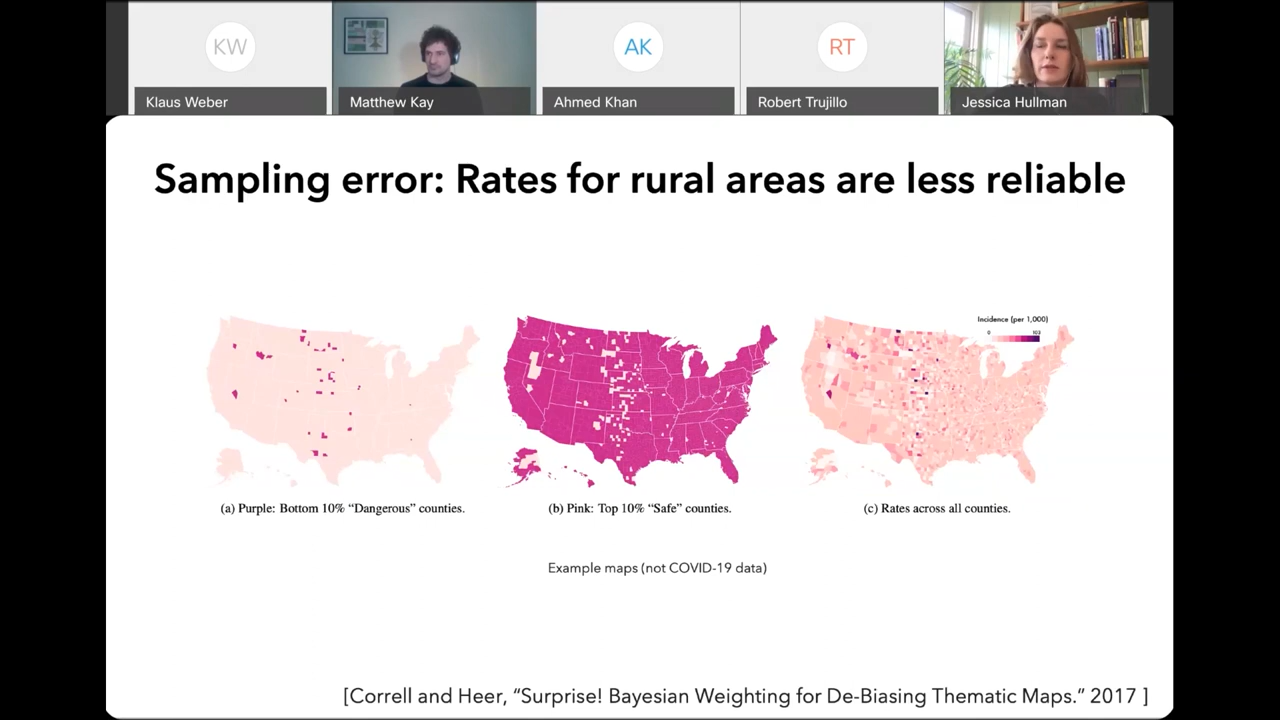 KW
AK
RT
Klaus Weber
Matthew Kay
Ahmed Khan
Robert Trujillo
Jessica Hullman
Sampling error: Rates for rural areas are less reliable
Incidence (per 1,000)
0
103
(a) Purple: Bottom 10% “Dangerous” counties.
(b) Pink: Top 10% “Safe” counties.
(c) Rates across all counties.
Example maps (not COVID-19 data)
[Correll and Heer, “Surprise! Bayesian Weighting for De-Biasing Thematic Maps.” 2017 ]